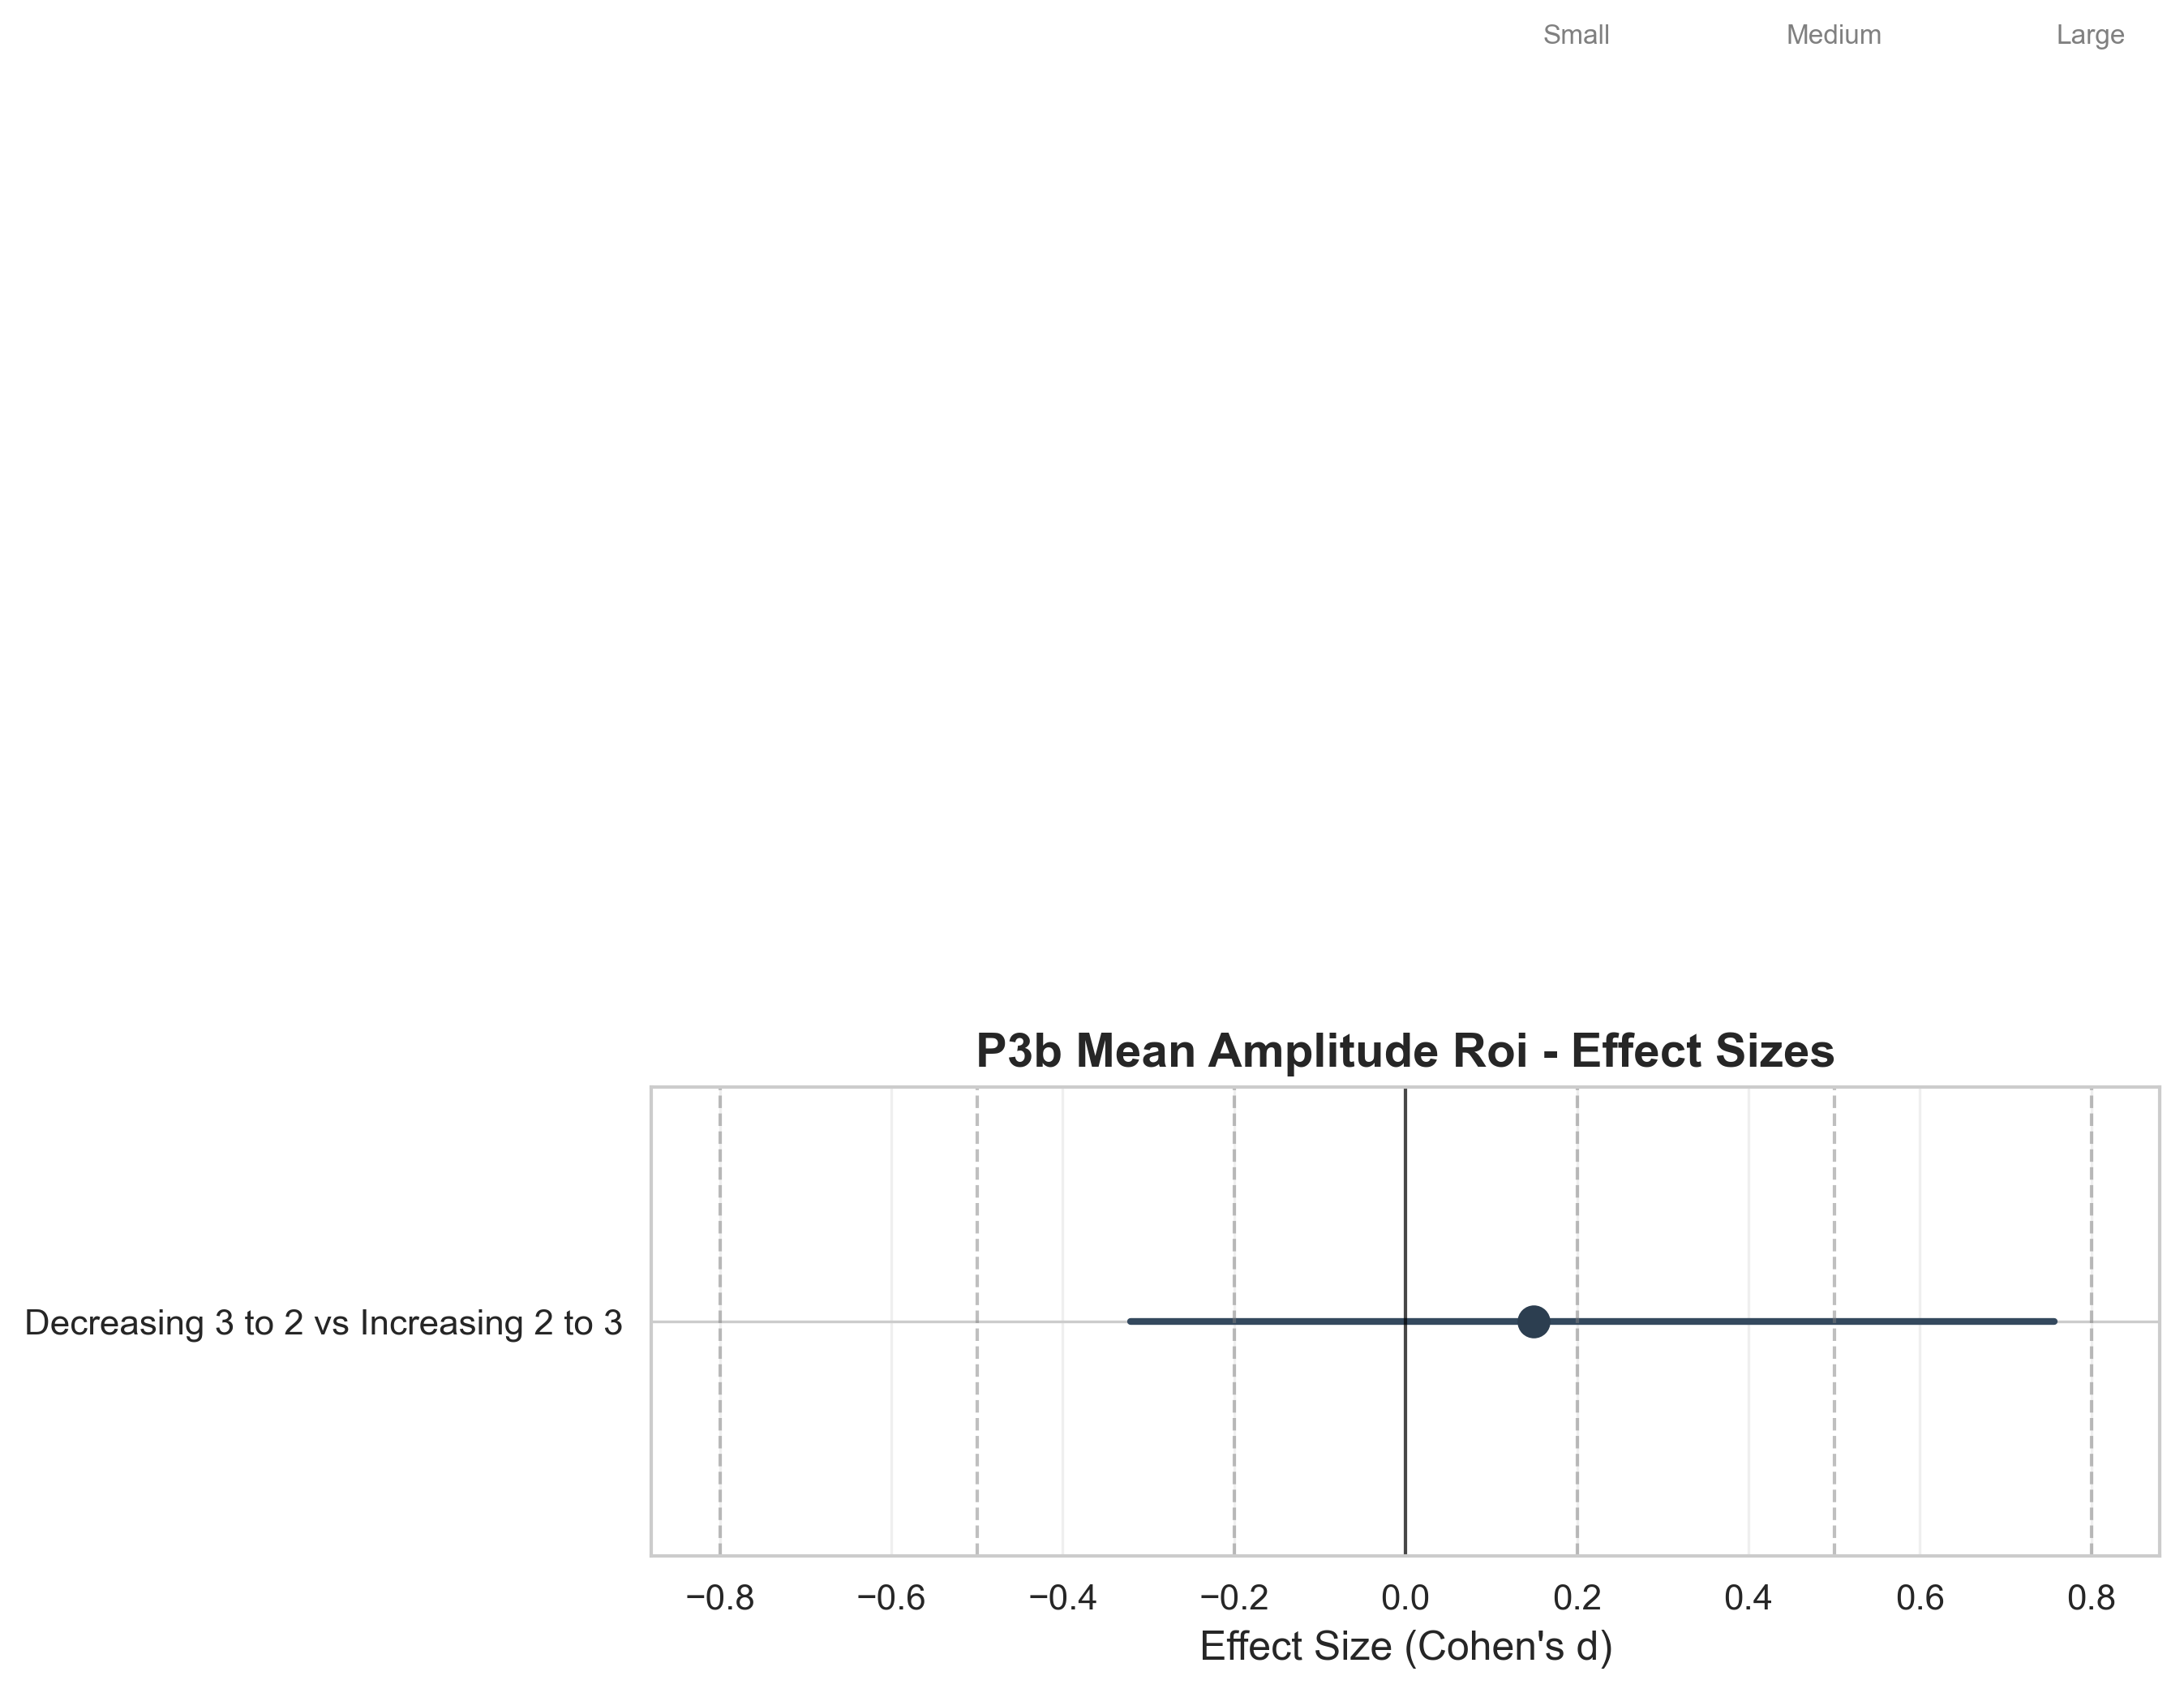 Small Medium Large
P3b Mean Amplitude Roi - Effect Sizes
Decreasing 3 to 2 vs Increasing 2 to 3
−0.8 −0.6 −0.4 −0.2 0.0 0.2 0.4 0.6 0.8
Effect Size (Cohen's d)